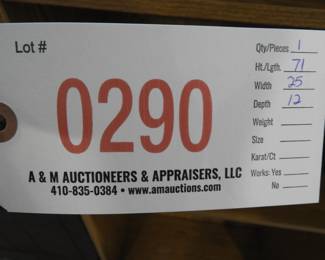 Lot #
0290
A & M AUCTIONEERS & APPRAISERS, LLC
410-835-0384 • www.amauctions.com
Qty/Pieces 1
Ht./Lgth. 71
Width 25
Depth 12
Weight
Size
Karat/Ct
Works: Yes
No